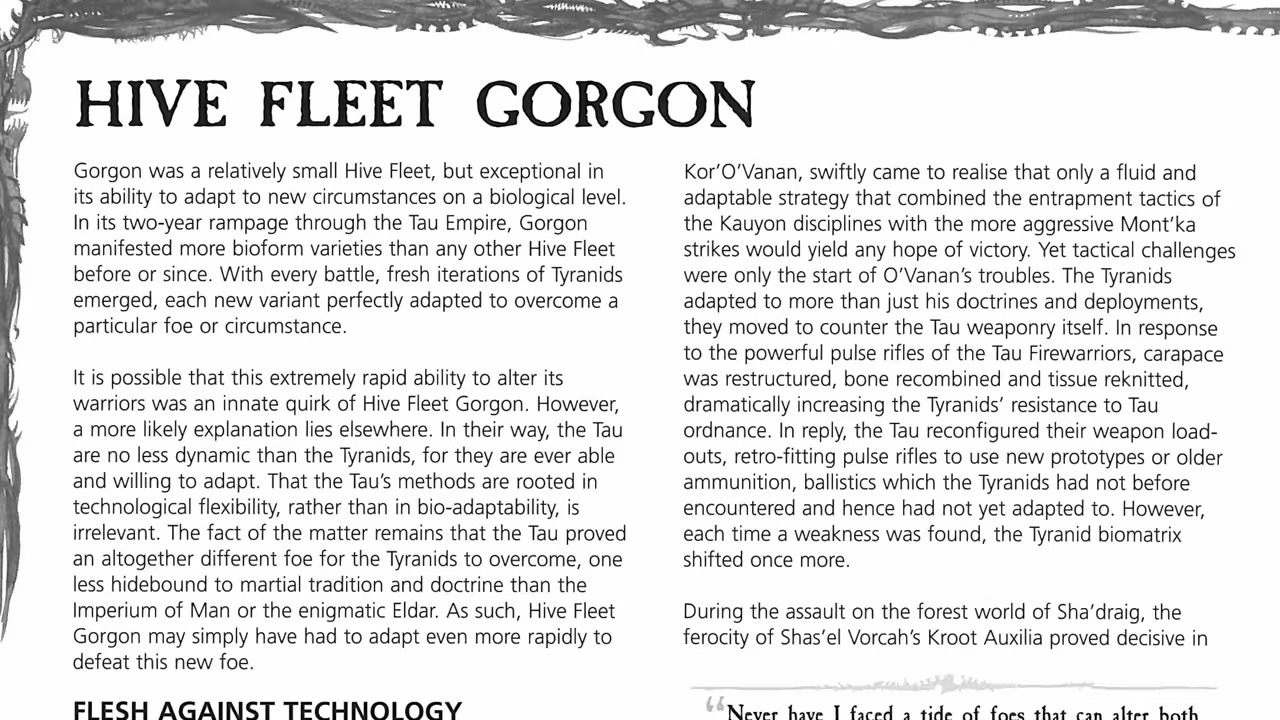 HIVE FLEET GORGON
Gorgon was a relatively small Hive Fleet, but exceptional in
its ability to adapt to new circumstances on a biological level.
In its two-year rampage through the Tau Empire, Gorgon
manifested more bioform varieties than any other Hive Fleet
before or since. With every battle, fresh iterations of Tyranids
emerged, each new variant perfectly adapted to overcome a
particular foe or circumstance.
It is possible that this extremely rapid ability to alter its
warriors was an innate quirk of Hive Fleet Gorgon. However,
a more likely explanation lies elsewhere. In their way, the Tau
are no less dynamic than the Tyranids, for they are ever able
and willing to adapt. That the Tau's methods are rooted in
technological flexibility, rather than in bio-adaptability, is
irrelevant. The fact of the matter remains that the Tau proved
an altogether different foe for the Tyranids to overcome, one
less hidebound to martial tradition and doctrine than the
Imperium of Man or the enigmatic Eldar. As such, Hive Fleet
Gorgon may simply have had to adapt even more rapidly to
defeat this new foe.
FLESH AGAINST TECHNOLOGY
Kor'O'Vanan, swiftly came to realise that only a fluid and
adaptable strategy that combined the entrapment tactics of
the Kauyon disciplines with the more aggressive Mont'ka
strikes would yield any hope of victory. Yet tactical challenges
were only the start of O'Vanan's troubles. The Tyranids
adapted to more than just his doctrines and deployments,
they moved to counter the Tau weaponry itself. In response
to the powerful pulse rifles of the Tau Firewarriors, carapace
was restructured, bone recombined and tissue reknitted,
dramatically increasing the Tyranids' resistance to Tau
ordnance. In reply, the Tau reconfigured their weapon load-
outs, retro-fitting pulse rifles to use new prototypes or older
ammunition, ballistics which the Tyranids had not before
encountered and hence had not yet adapted to. However,
each time a weakness was found, the Tyranid biomatrix
shifted once more.
During the assault on the forest world of Sha'draig, the
ferocity of Shas'el Vorcah's Kroot Auxilia proved decisive in
"Never have I faced a tide of foes that can alter both